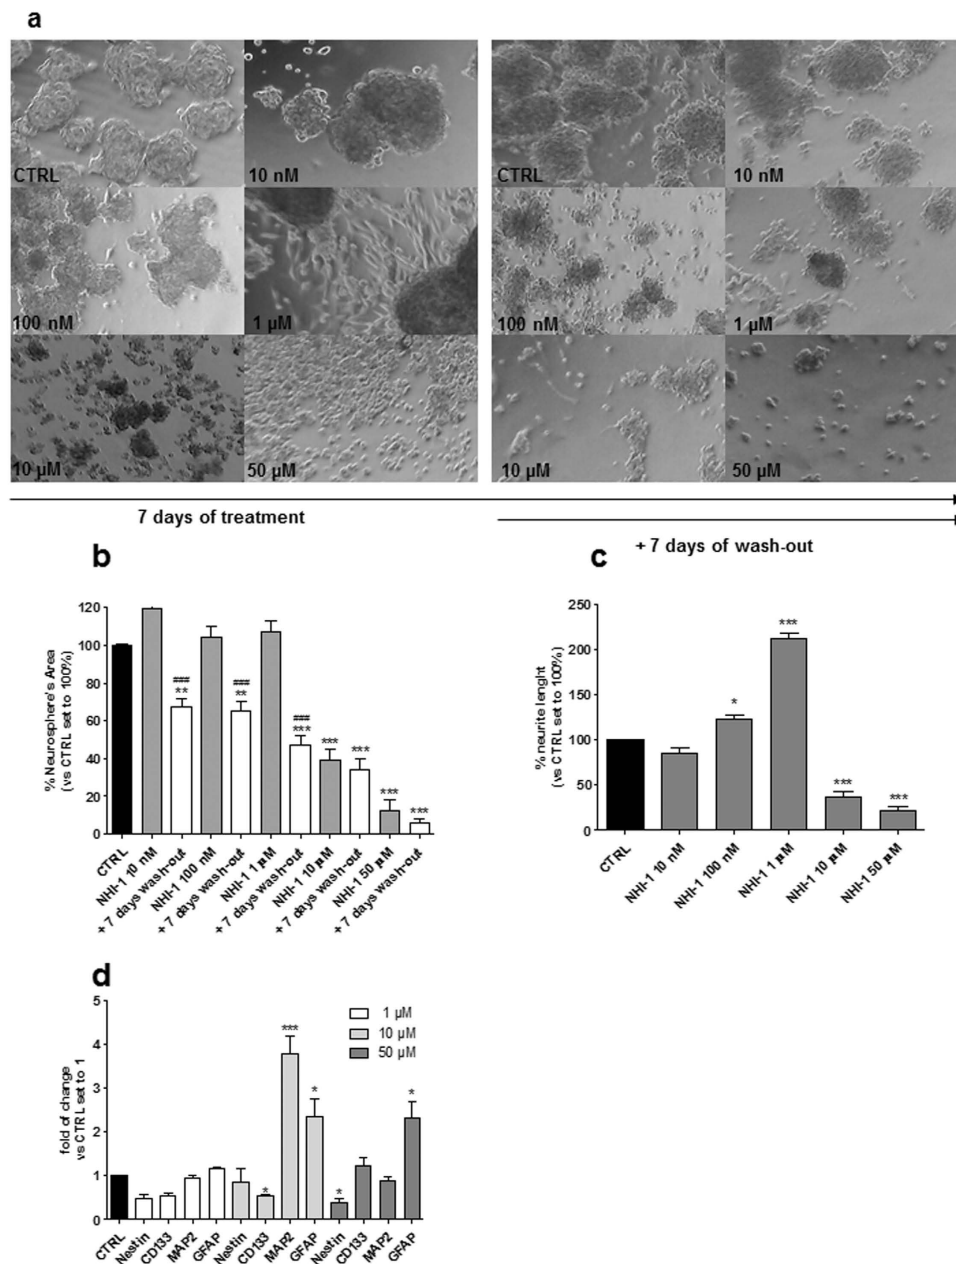 a
CTRL
10 nM
CTRL
10 nM
100 nM
1 µM
100 nM
1 µM
10 µM
50 µM
10 µM
50 µM
7 days of treatment
+ 7 days of wash-out
b
% Neurosphere's Area
(vs CTRL set to 100%)
120
100
80
60
40
20
0
###
**
###
**
###
***
***
***
***
***
CTRL
NHI-1 10 nM
+ 7 days wash-out
NHI-1 100 nM
+ 7 days wash-out
NHI-1 1 µM
+ 7 days wash-out
NHI-1 10 µM
+ 7 days wash-out
NHI-1 50 µM
+ 7 days wash-out
c
% neurite lenght
(vs CTRL set to 100%)
250
200
150
100
50
0
*
***
***
***
CTRL
NHI-1 10 nM
NHI-1 100 nM
NHI-1 1 µM
NHI-1 10 µM
NHI-1 50 µM
d
fold of change
vs CTRL set to 1
5
4
3
2
1
0
1 µM
10 µM
50 µM
*
***
*
*
*
CTRL
Nestin
CD133
MAP2
GFAP
Nestin
CD133
MAP2
GFAP
Nestin
CD133
MAP2
GFAP